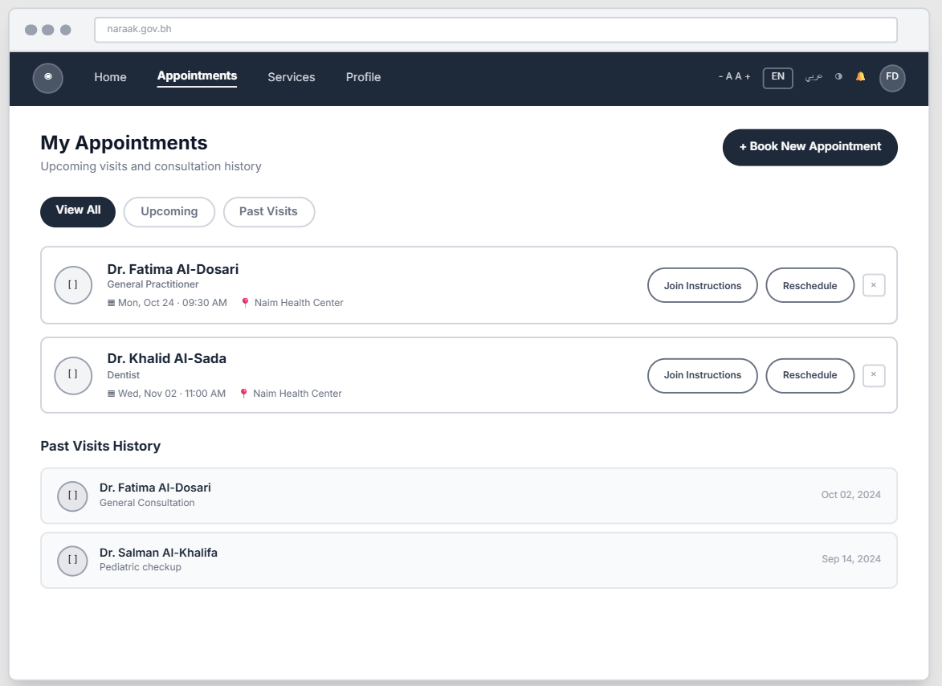 naraak.gov.bh
Home Appointments Services Profile - A A + EN عربي FD
My Appointments
Upcoming visits and consultation history
+ Book New Appointment
View All Upcoming Past Visits
[ ]
Dr. Fatima Al-Dosari
General Practitioner
Mon, Oct 24 · 09:30 AM 📍 Naim Health Center
Join Instructions Reschedule ×
[ ]
Dr. Khalid Al-Sada
Dentist
Wed, Nov 02 · 11:00 AM 📍 Naim Health Center
Join Instructions Reschedule ×
Past Visits History
[ ]
Dr. Fatima Al-Dosari
General Consultation
Oct 02, 2024
[ ]
Dr. Salman Al-Khalifa
Pediatric checkup
Sep 14, 2024